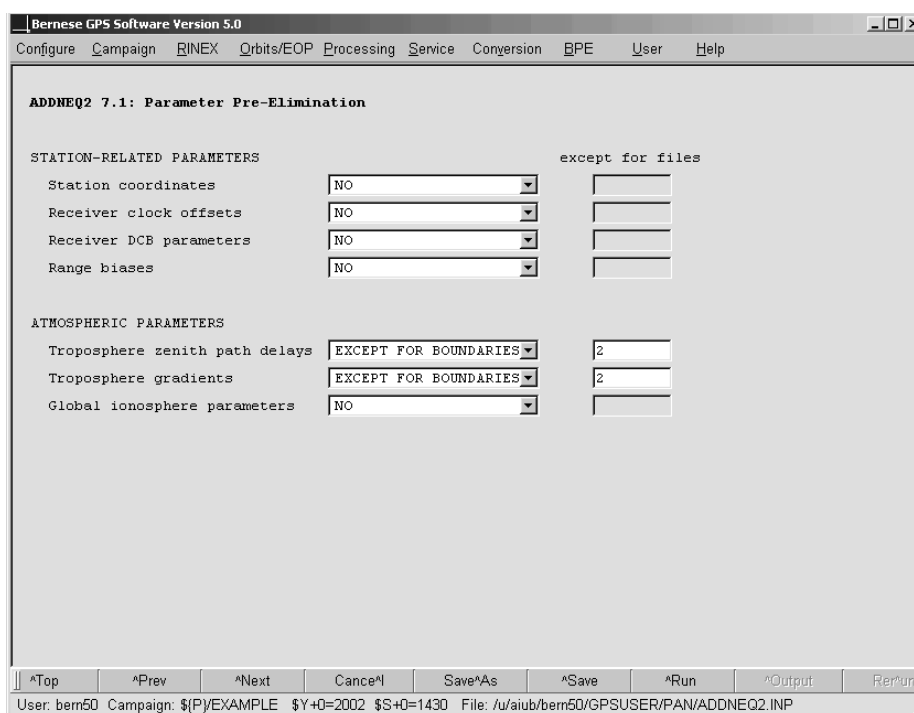 Bernese GPS Software Version 5.0
Configure Campaign RINEX Orbits/EOP Processing Service Conversion BPE User Help
ADDNEQ2 7.1: Parameter Pre-Elimination
STATION-RELATED PARAMETERS except for files
Station coordinates NO
Receiver clock offsets NO
Receiver DCB parameters NO
Range biases NO
ATMOSPHERIC PARAMETERS
Troposphere zenith path delays EXCEPT FOR BOUNDARIES 2
Troposphere gradients EXCEPT FOR BOUNDARIES 2
Global ionosphere parameters NO
^Top ^Prev ^Next Cance^l Save^As ^Save ^Run ^Output Rer^un
User: bern50 Campaign: ${P}/EXAMPLE $Y+0=2002 $S+0=1430 File: /u/aiub/bern50/GPSUSER/PAN/ADDNEQ2.INP